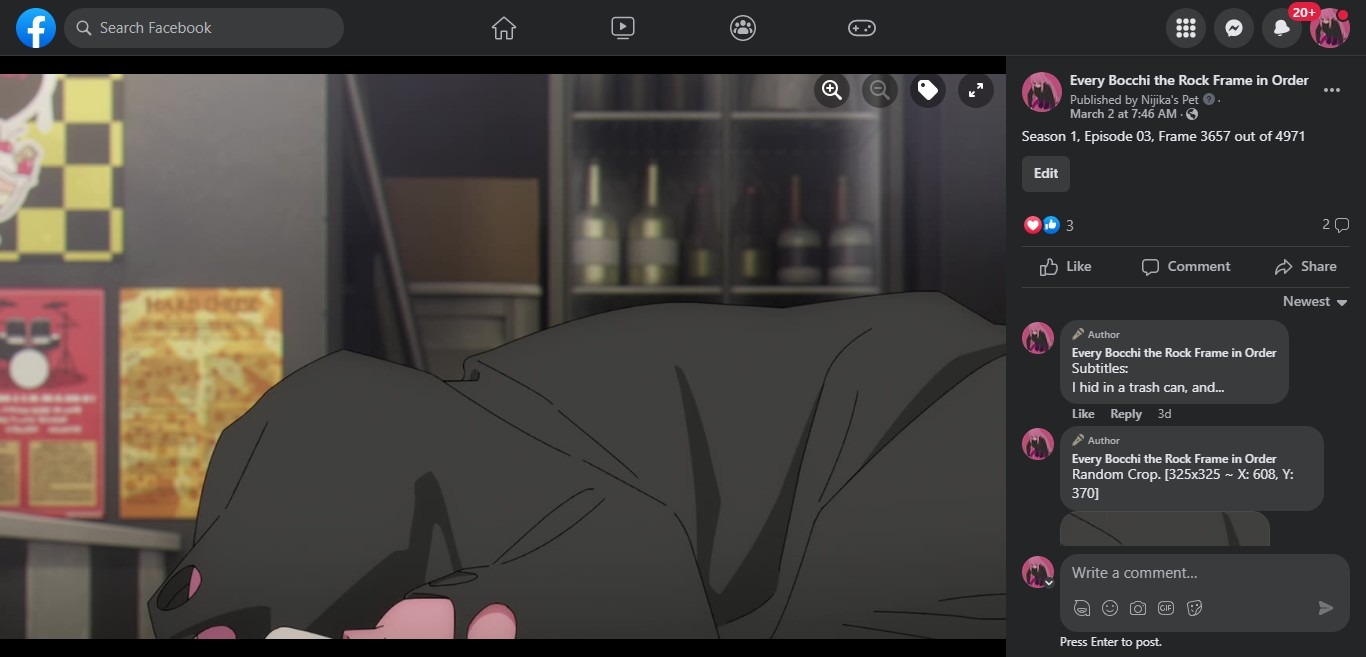 Search Facebook
20+
HARD CHEESE
Every Bocchi the Rock Frame in Order
Published by Nijika's Pet
March 2 at 7:46 AM ·
Season 1, Episode 03, Frame 3657 out of 4971
Edit
3
2
Like
Comment
Share
Newest
Author
Every Bocchi the Rock Frame in Order
Subtitles:
I hid in a trash can, and...
Like Reply 3d
Author
Every Bocchi the Rock Frame in Order
Random Crop. [325x325 ~ X: 608, Y:
370]
Write a comment...
GIF
Press Enter to post.